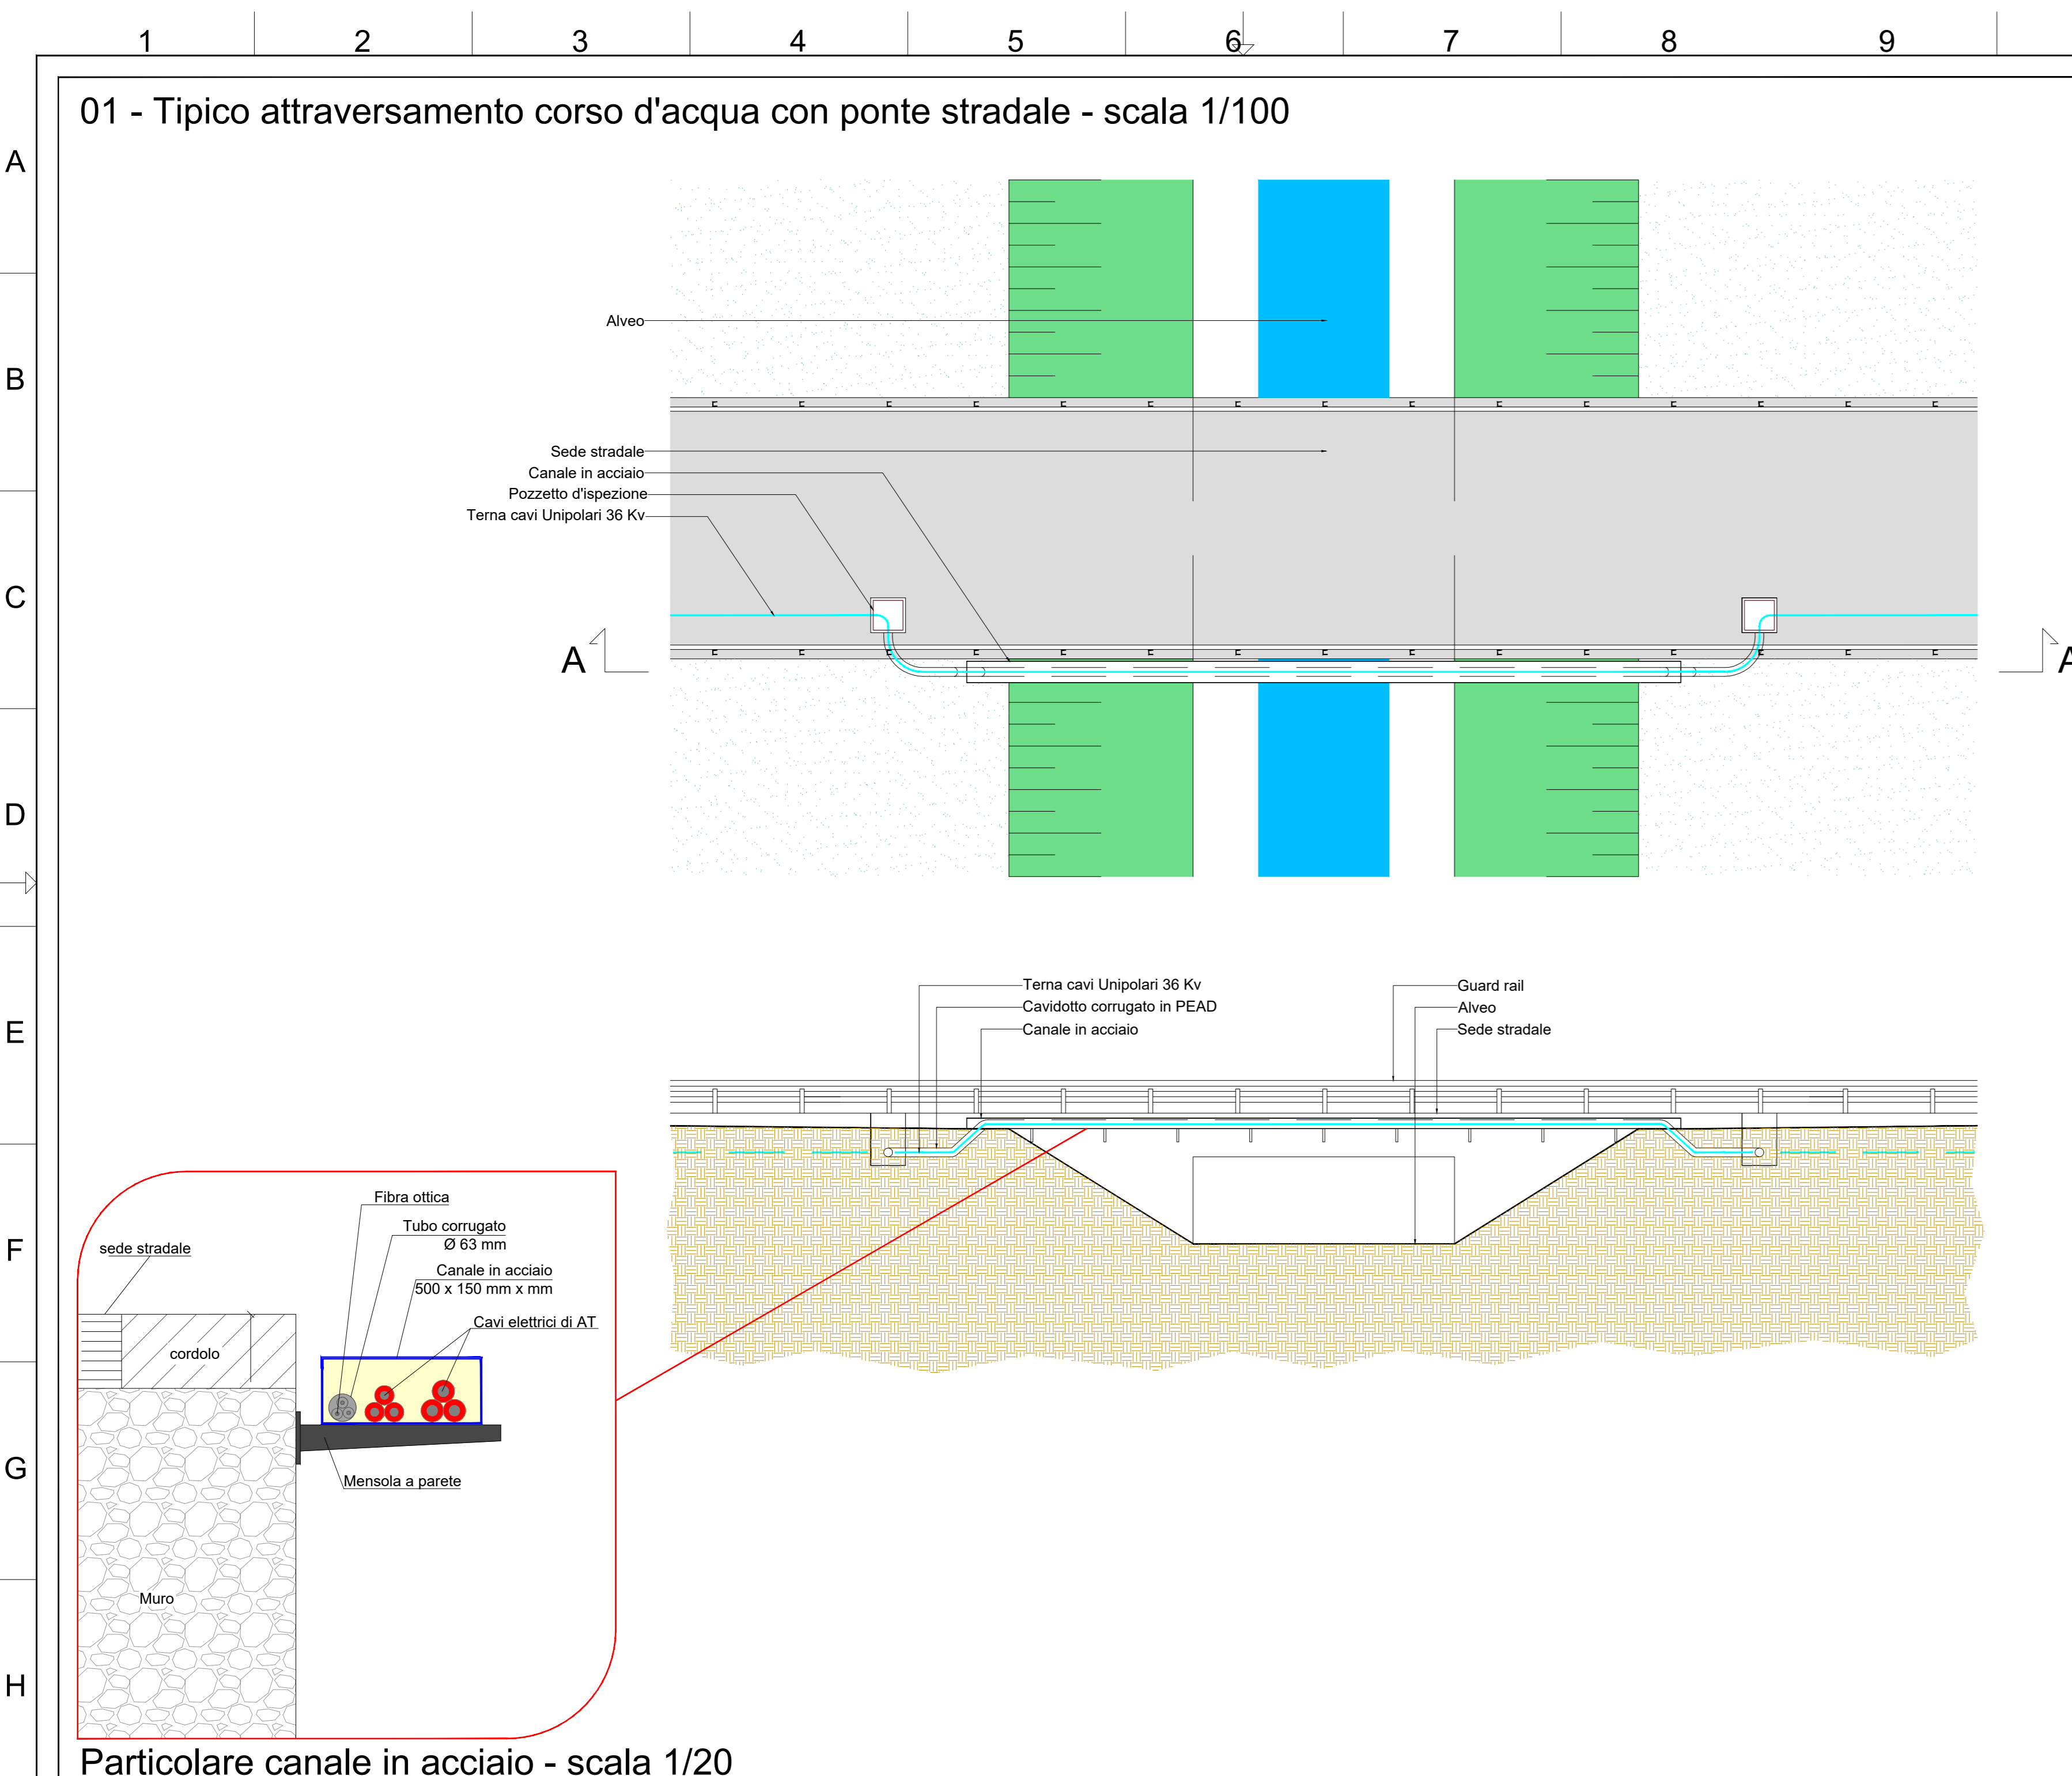 1 2 3 4 5 6 7 8 9
01 - Tipico attraversamento corso d'acqua con ponte stradale - scala 1/100
A
B
C
D
E
F
G
H
Alveo
Sede stradale
Canale in acciaio
Pozzetto d'ispezione
Terna cavi Unipolari 36 Kv
A
A
Terna cavi Unipolari 36 Kv
Cavidotto corrugato in PEAD
Canale in acciaio
Guard rail
Alveo
Sede stradale
Fibra ottica
Tubo corrugato
Ø 63 mm
sede stradale
Canale in acciaio
500 x 150 mm x mm
Cavi elettrici di AT
cordolo
Mensola a parete
Muro
Particolare canale in acciaio - scala 1/20